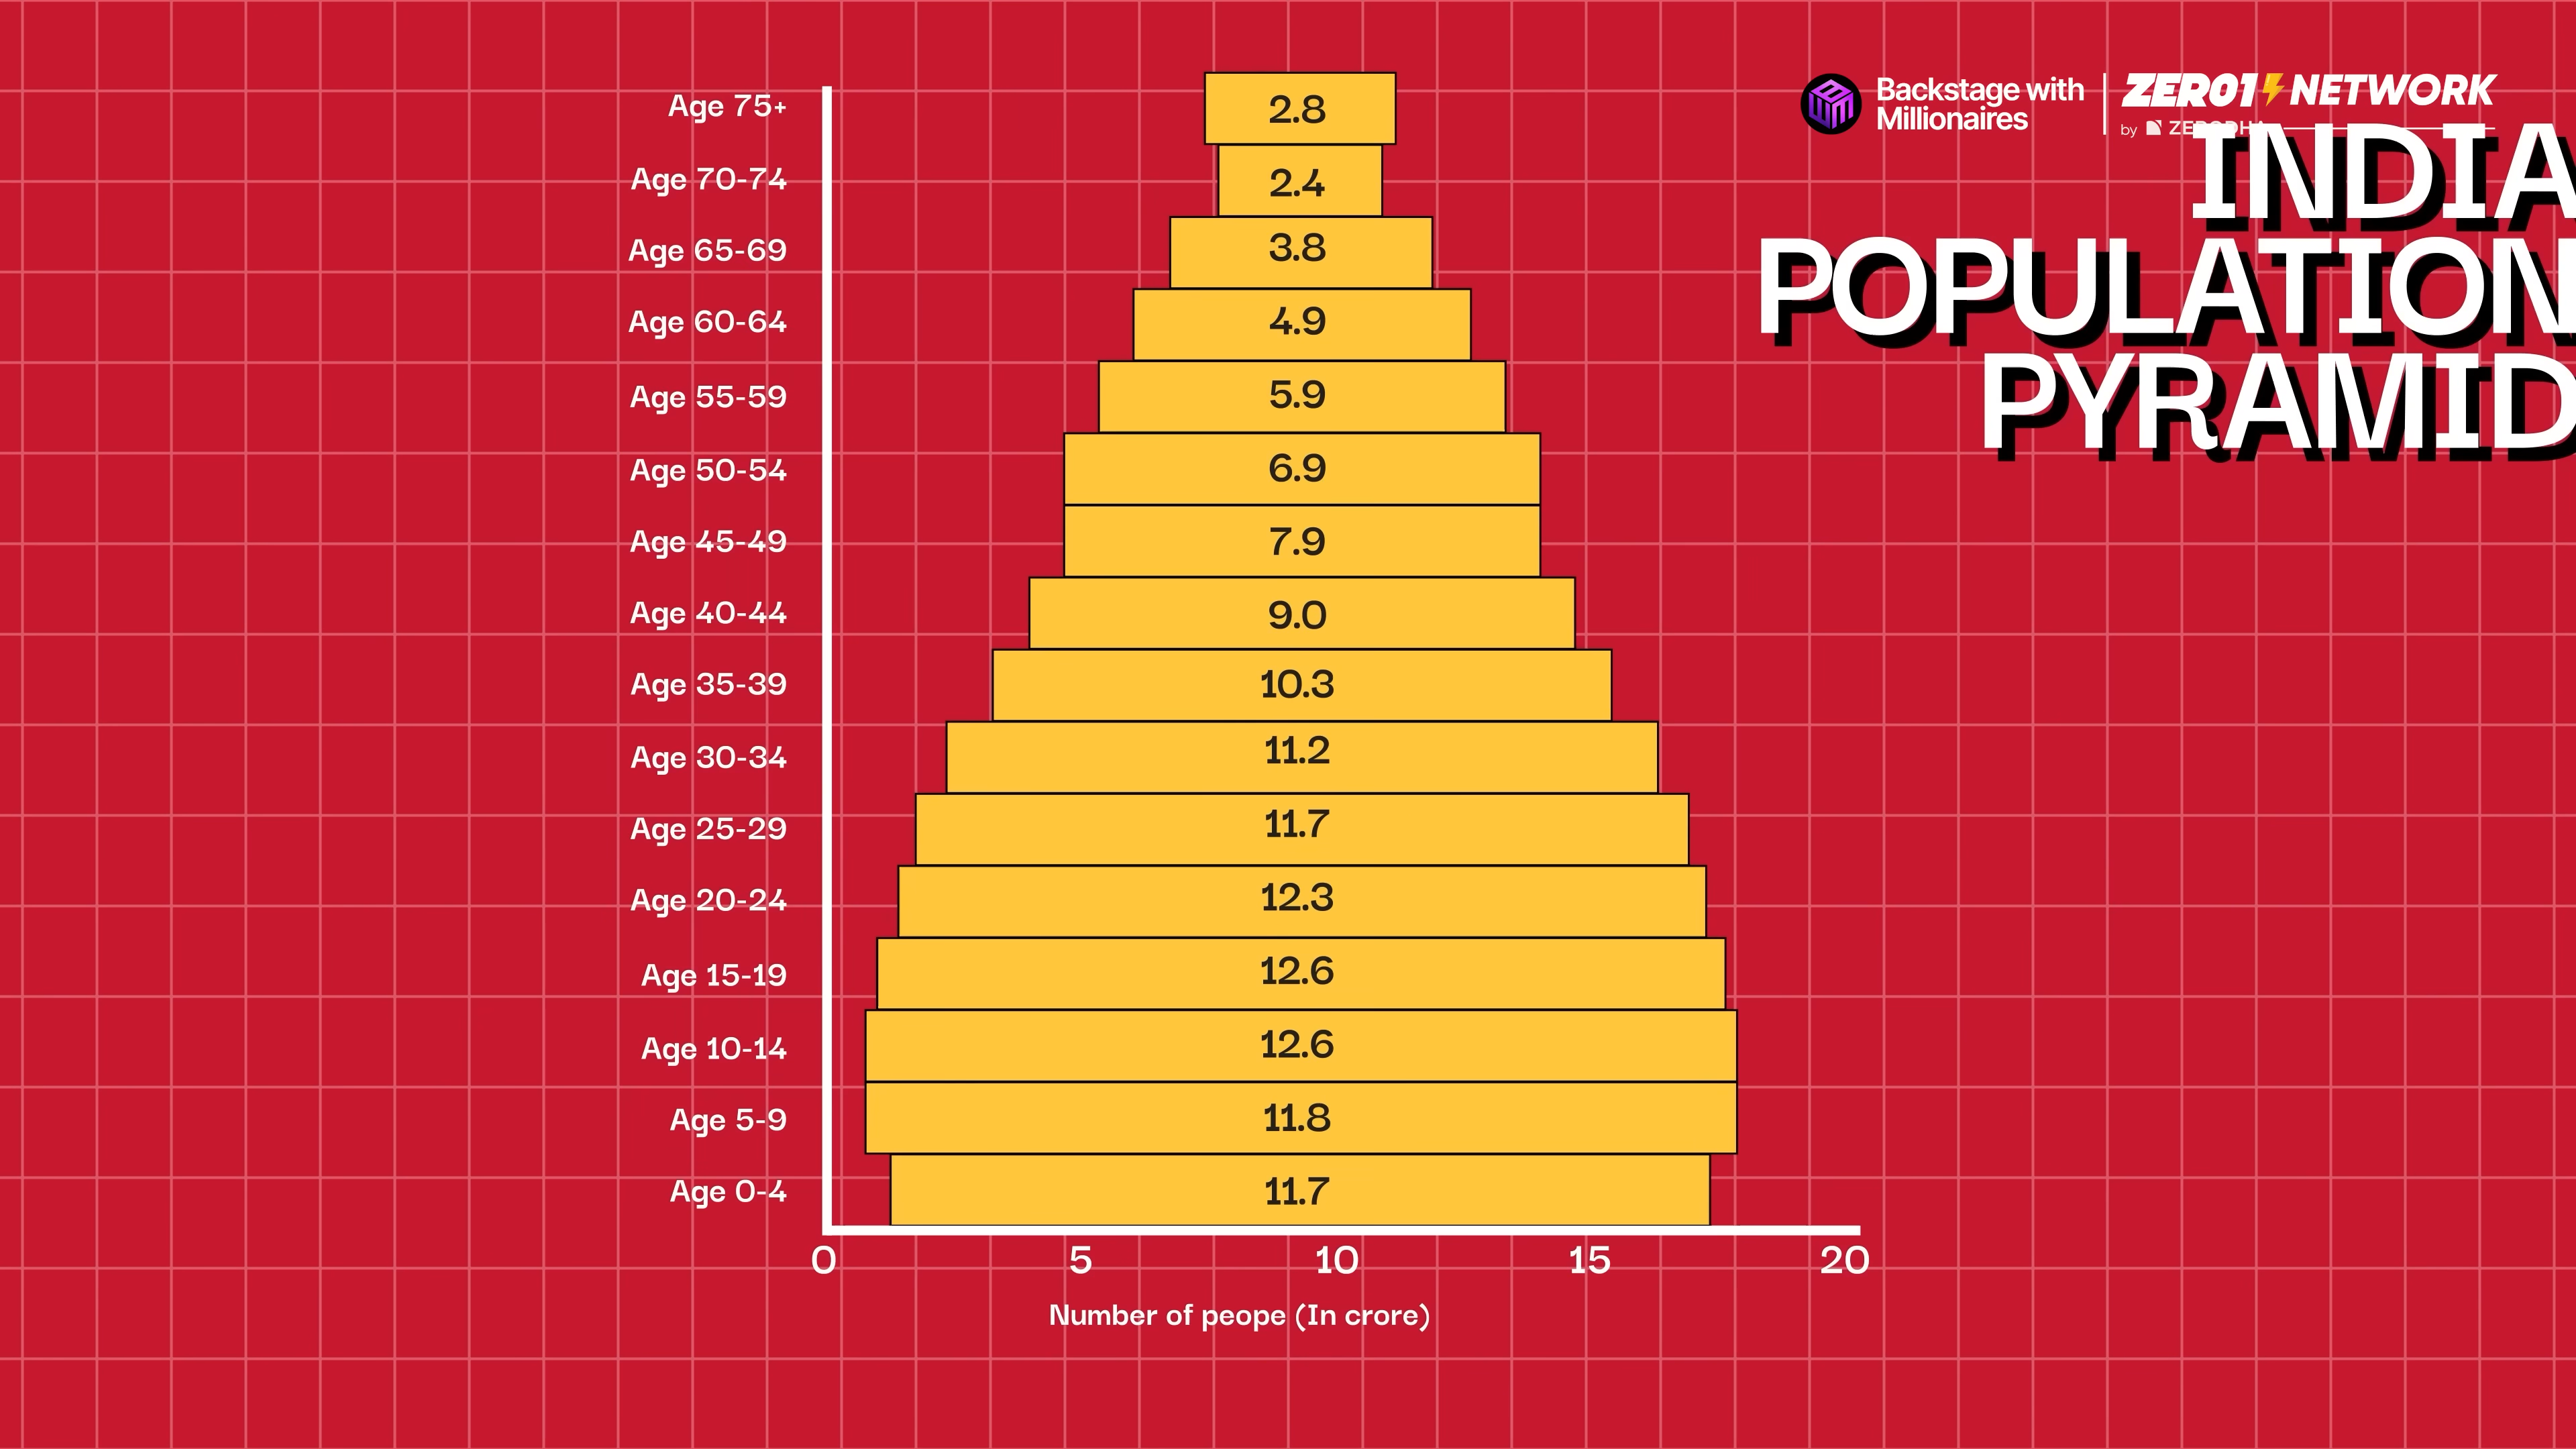 Backstage with
Millionaires
ZERO1 NETWORK
by ZERODHA
INDIA
POPULATION
PYRAMID
Age 75+ 2.8
Age 70-74 2.4
Age 65-69 3.8
Age 60-64 4.9
Age 55-59 5.9
Age 50-54 6.9
Age 45-49 7.9
Age 40-44 9.0
Age 35-39 10.3
Age 30-34 11.2
Age 25-29 11.7
Age 20-24 12.3
Age 15-19 12.6
Age 10-14 12.6
Age 5-9 11.8
Age 0-4 11.7
0 5 10 15 20
Number of peope (In crore)